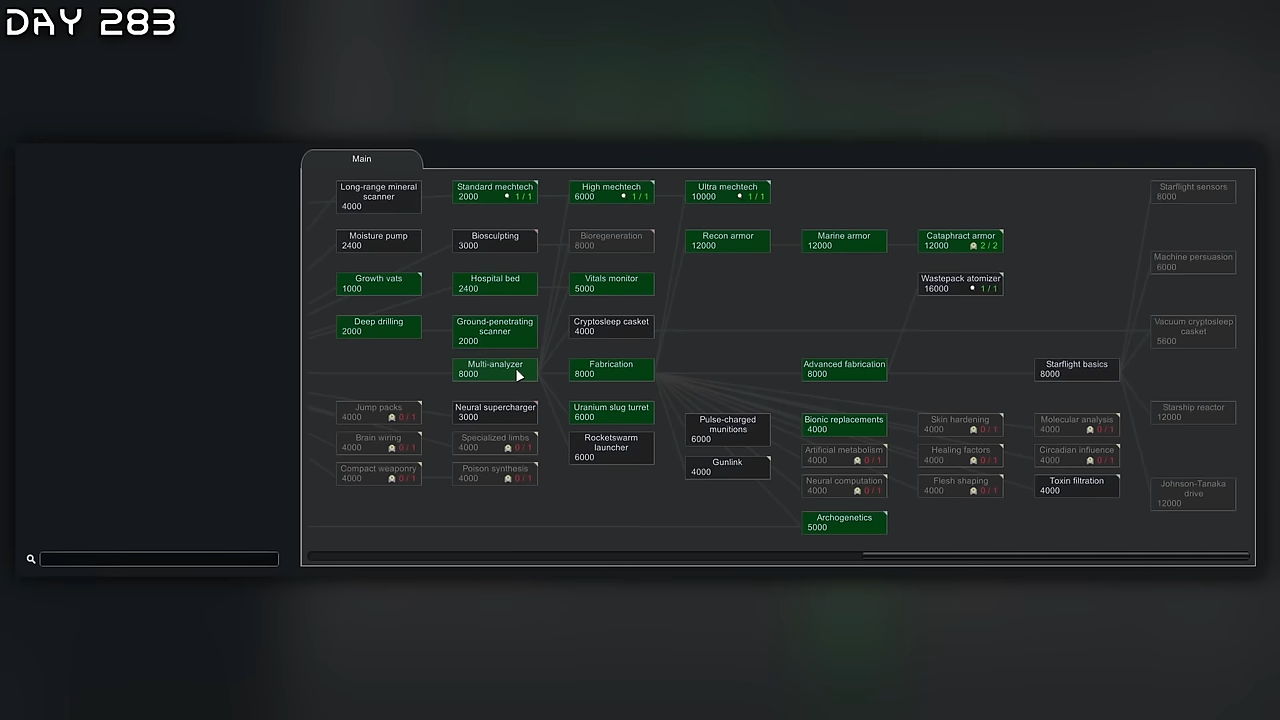 DAY 283
Main
Long-range mineral
scanner
4000
Standard mechtech
2000 1 / 1
High mechtech
6000 1 / 1
Ultra mechtech
10000 1 / 1
Starflight sensors
8000
Moisture pump
2400
Biosculpting
3000
Bioregeneration
8000
Recon armor
12000
Marine armor
12000
Cataphract armor
12000 2 / 2
Machine persuasion
6000
Growth vats
1000
Hospital bed
2400
Vitals monitor
5000
Wastepack atomizer
16000 1 / 1
Deep drilling
2000
Ground-penetrating
scanner
2000
Cryptosleep casket
4000
Vacuum cryptosleep
casket
5600
Multi-analyzer
8000
Fabrication
8000
Advanced fabrication
8000
Starflight basics
8000
Jump packs
4000 0 / 1
Neural supercharger
3000
Uranium slug turret
6000
Pulse-charged
munitions
6000
Bionic replacements
4000
Skin hardening
4000 0 / 1
Molecular analysis
4000 0 / 1
Starship reactor
12000
Brain wiring
4000 0 / 1
Specialized limbs
4000 0 / 1
Rocketswarm
launcher
6000
Artificial metabolism
4000 0 / 1
Healing factors
4000 0 / 1
Circadian influence
4000 0 / 1
Compact weaponry
4000 0 / 1
Poison synthesis
4000 0 / 1
Gunlink
4000
Neural computation
4000 0 / 1
Flesh shaping
4000 0 / 1
Toxin filtration
4000
Johnson-Tanaka
drive
12000
Archogenetics
5000